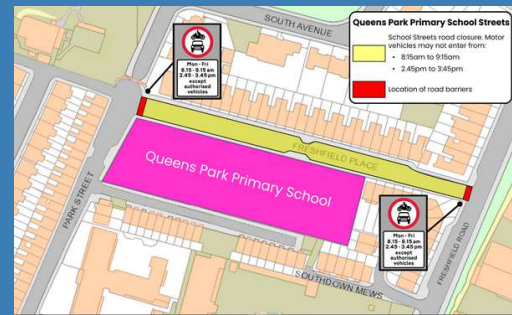 SOUTH AVENUE
Queens Park Primary School Streets
School Streets road closure. Motor
vehicles may not enter from:
• 8:15am to 9:15am
• 2.45pm to 3:45pm
Location of road barriers
Mon - Fri
8.15 - 9.15 am
2.45 - 3.45 pm
except
authorised
vehicles
FRESHFIELD PLACE
Queens Park Primary School
PARK STREET
Mon - Fri
8.15 - 9.15 am
2.45 - 3.45 pm
except
authorised
vehicles
FRESHFIELD ROAD
SOUTHDOWN MEWS